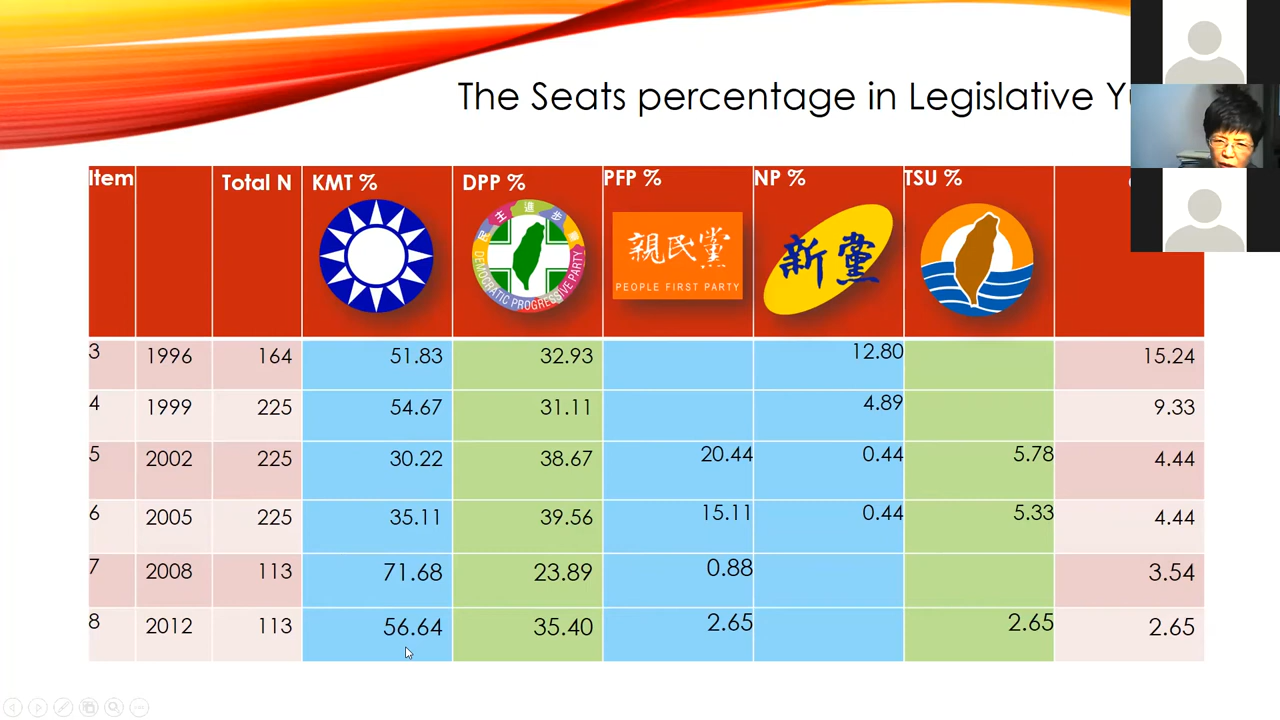 The Seats percentage in Legislative
Item Total N KMT % DPP % PFP % NP % TSU %
民主進步黨
DEMOCRATIC PROGRESSIVE PARTY
親民黨
PEOPLE FIRST PARTY
新黨
3 1996 164 51.83 32.93 12.80 15.24
4 1999 225 54.67 31.11 4.89 9.33
5 2002 225 30.22 38.67 20.44 0.44 5.78 4.44
6 2005 225 35.11 39.56 15.11 0.44 5.33 4.44
7 2008 113 71.68 23.89 0.88 3.54
8 2012 113 56.64 35.40 2.65 2.65 2.65